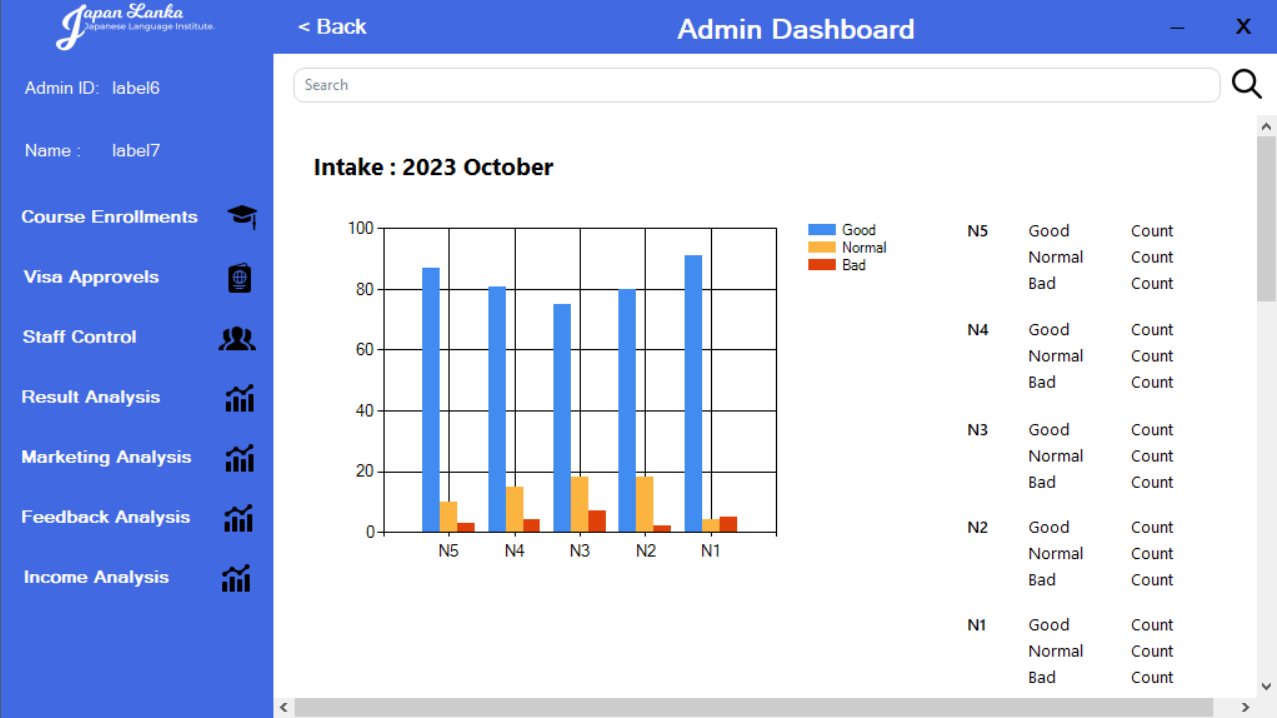 Japan Lanka
Japanese Language Institute.
< Back
Admin Dashboard
X
Admin ID: label6
Name : label7
Course Enrollments
Visa Approvels
Staff Control
Result Analysis
Marketing Analysis
Feedback Analysis
Income Analysis
Search
Intake : 2023 October
100
80
60
40
20
0
N5 N4 N3 N2 N1
Good
Normal
Bad
N5 Good Count
Normal Count
Bad Count
N4 Good Count
Normal Count
Bad Count
N3 Good Count
Normal Count
Bad Count
N2 Good Count
Normal Count
Bad Count
N1 Good Count
Normal Count
Bad Count